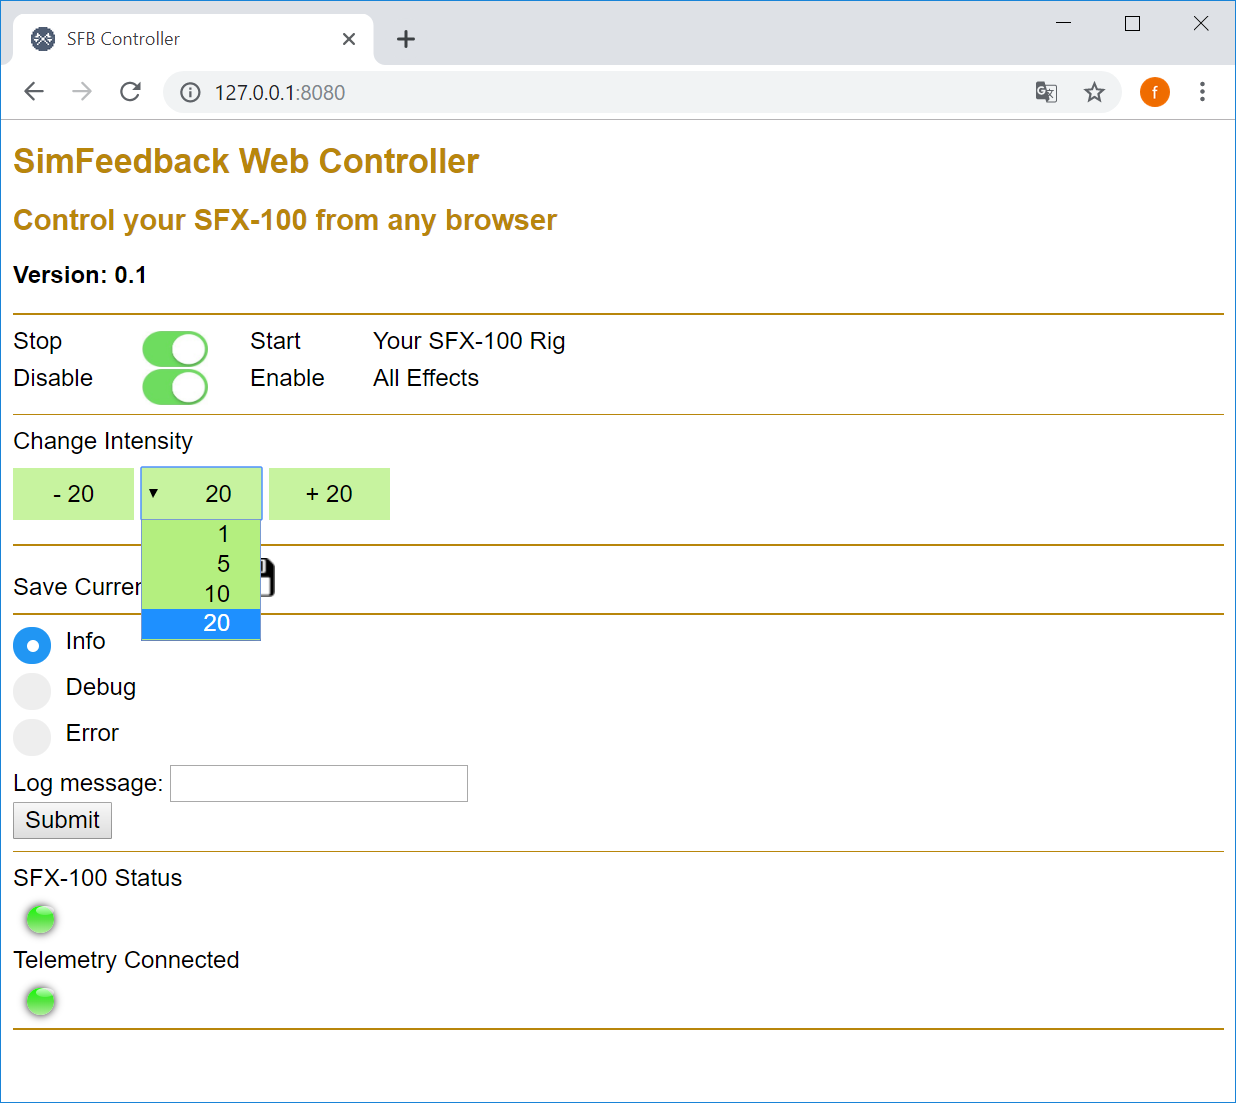 SFB Controller
127.0.0.1:8080
f
SimFeedback Web Controller
Control your SFX-100 from any browser
Version: 0.1
Stop Start Your SFX-100 Rig
Disable Enable All Effects
Change Intensity
- 20 20 + 20
1
5
10
20
Save
Info
Debug
Error
Log message:
Submit
SFX-100 Status
Telemetry Connected